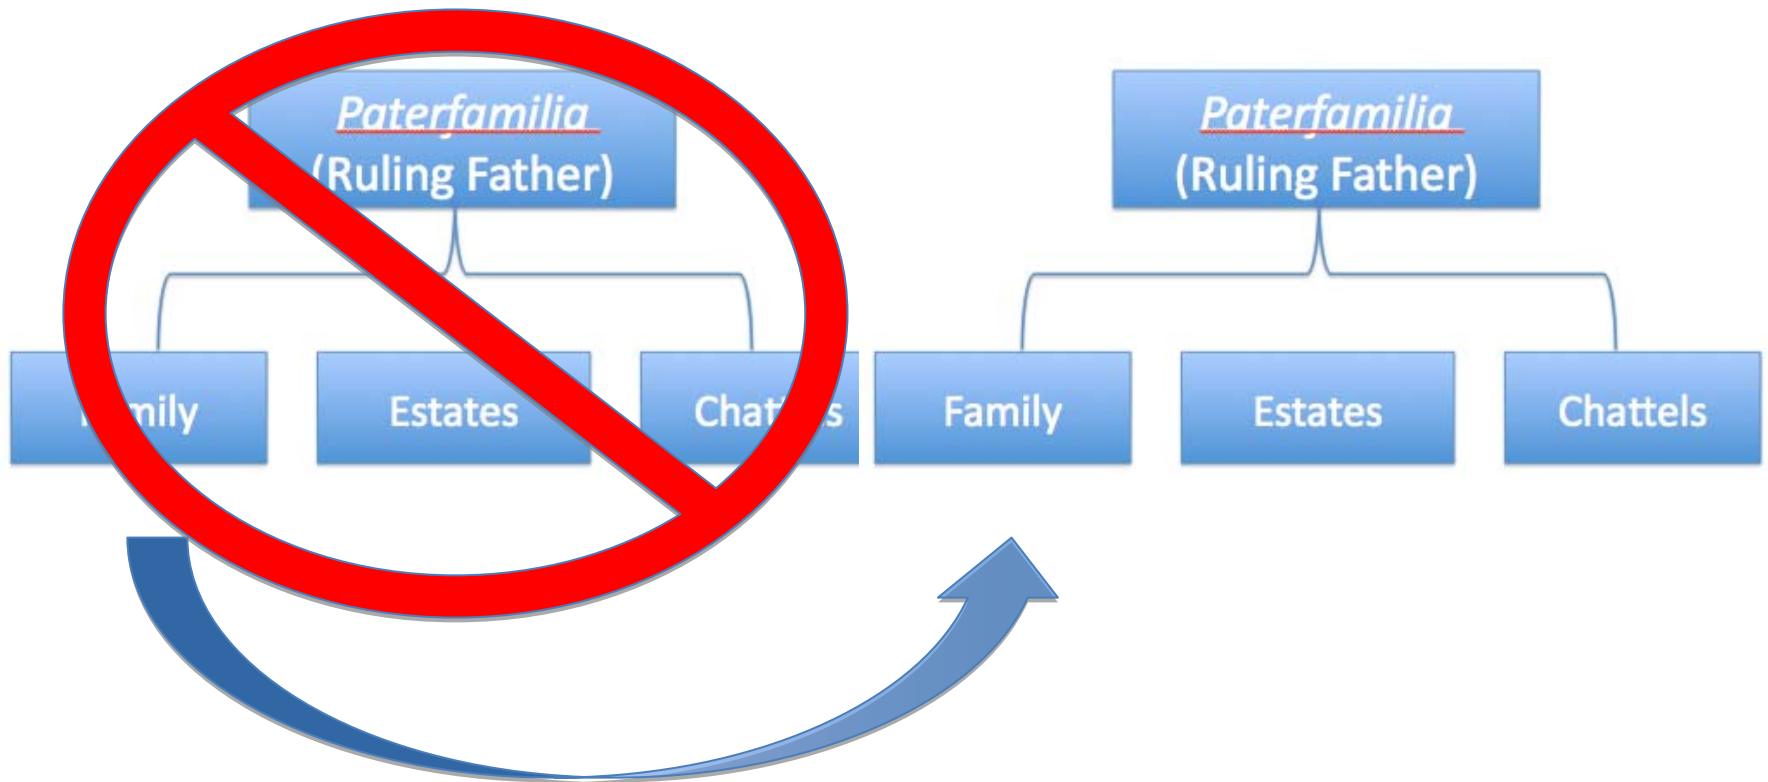 Paterfamilia
(Ruling Father)
Estates
Paterfamilia
(Ruling Father)
Family
Estates
Chattels